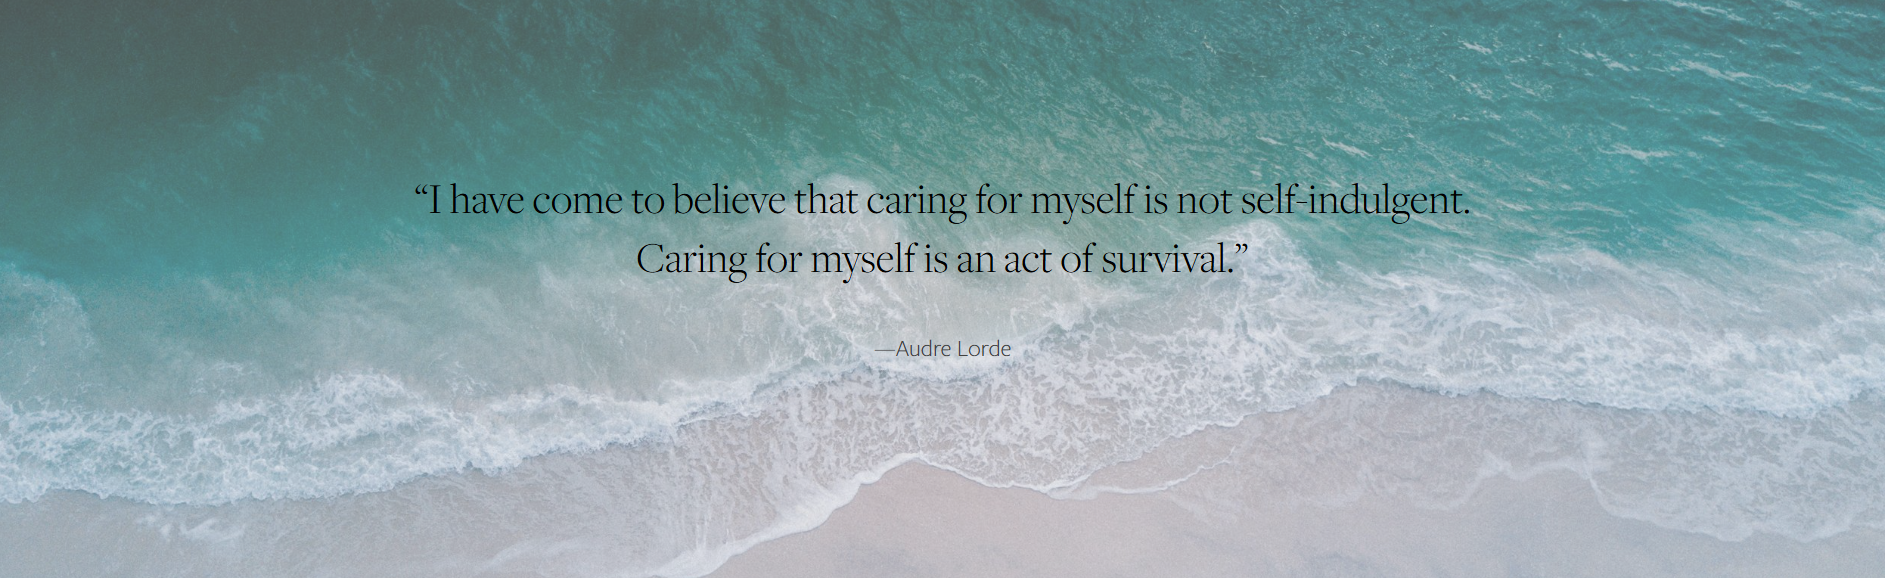 “I have come to believe that caring for myself is not self-indulgent.
Caring for myself is an act of survival.”
—Audre Lorde